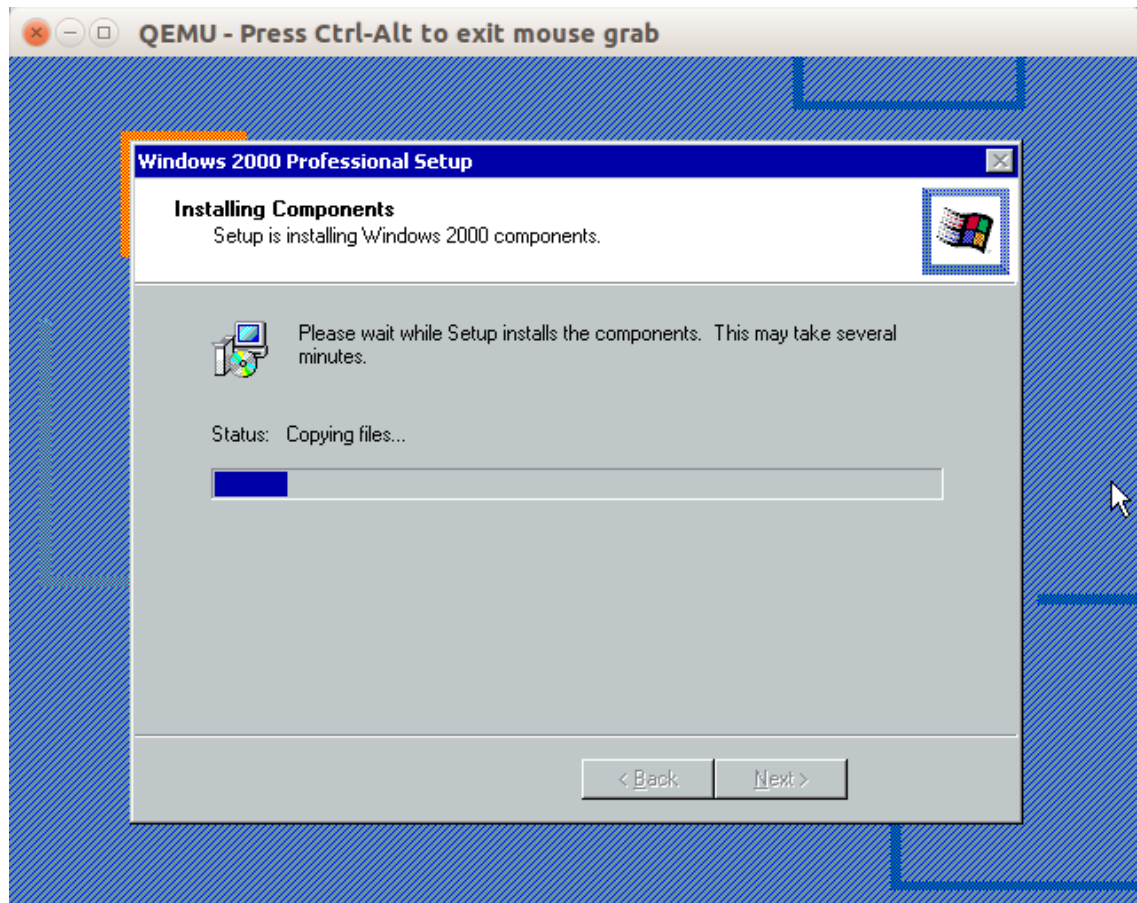 QEMU - Press Ctrl-Alt to exit mouse grab
Windows 2000 Professional Setup
Installing Components
Setup is installing Windows 2000 components.
Please wait while Setup installs the components. This may take several
minutes.
Status: Copying files...
< Back Next >